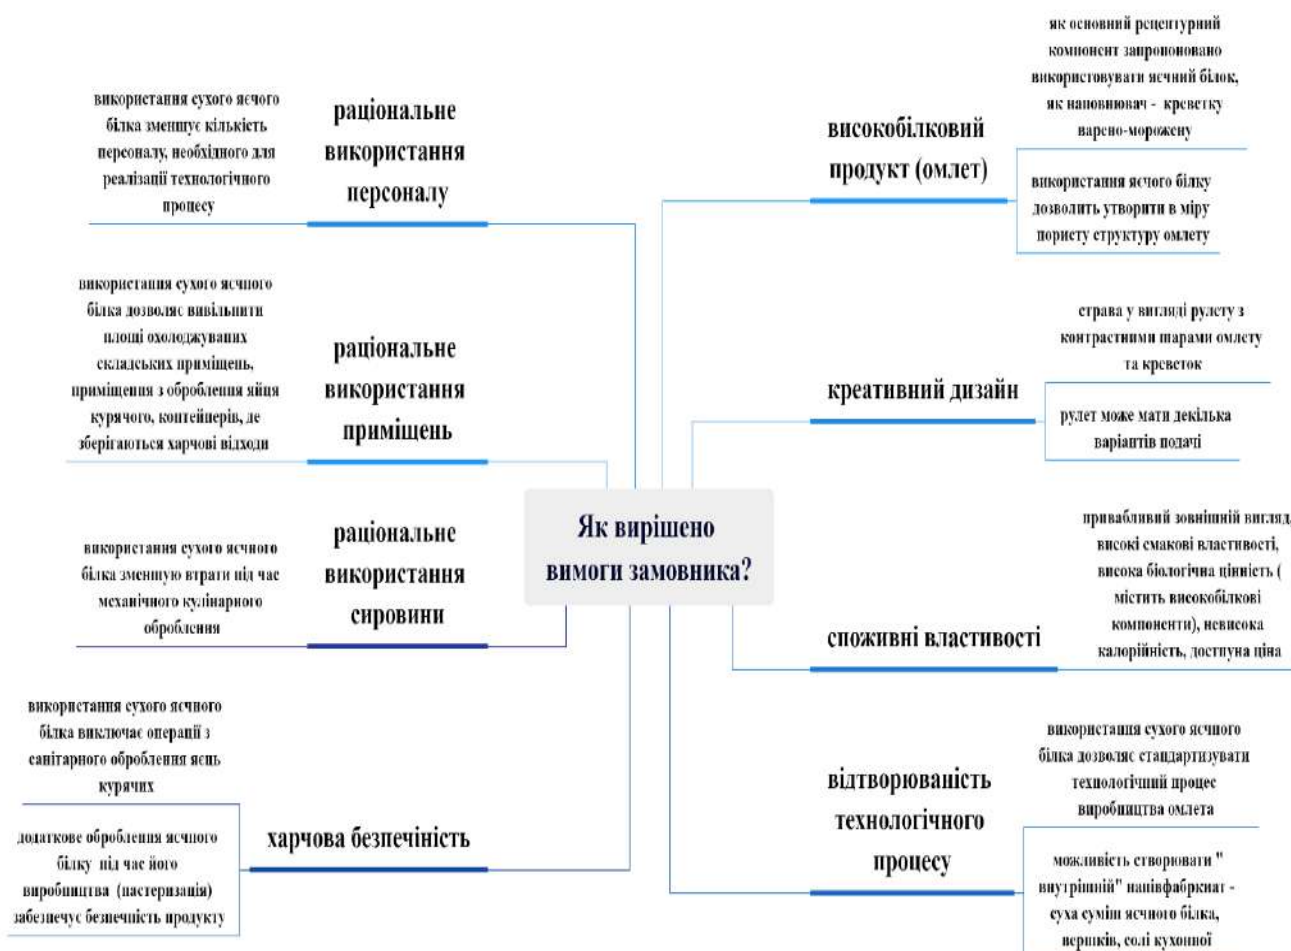 використання сухого яєчого
білка зменшує кількість
персоналу, необхідного для
реалізації технологічного
процесу
раціональне
використання
персоналу
використання сухого яєчного
білка дозволяє вивільнити
площі охолоджуваних
складських приміщень,
приміщення з оброблення яйця
курячого, контейнерів, де
зберігаються харчові відходи
раціональне
використання
приміщень
використання сухого яєчного
білка зменшую втрати під час
механічного кулінарного
оброблення
раціональне
використання
сировини
використання сухого яєчного
білка виключає операції з
санітарного оброблення яєць
курячих
додаткове оброблення яєчного
білку під час його
виробництва (пастеризація)
забезпечує безпечність продукту
харчова безпечіність
Як вирішено
вимоги замовника?
високобілковий
продукт (омлет)
як основний рецептурний
компонент запропоновано
використовувати яєчний білок,
як наповнювач - креветку
варено-морожену
використання яєчого білку
дозволить утворити в міру
пористу структуру омлету
креативний дизайн
страва у вигляді рулету з
контрастними шарами омлету
та креветок
рулет може мати декілька
варіантів подачі
споживні властивості
привабливий зовнішній вигляд,
високі смакові властивості,
висока біологічна цінність (
містить високобілкові
компоненти), невисока
калорійність, достпуна ціна
відтворюваність
технологічного
процесу
використання сухого яєчного
білка дозволяє стандартизувати
технологічний процес
виробництва омлета
можливість створювати "
внутрішній" напівфабркиат -
суха суміш яєчного білка,
вершків, солі кухонної